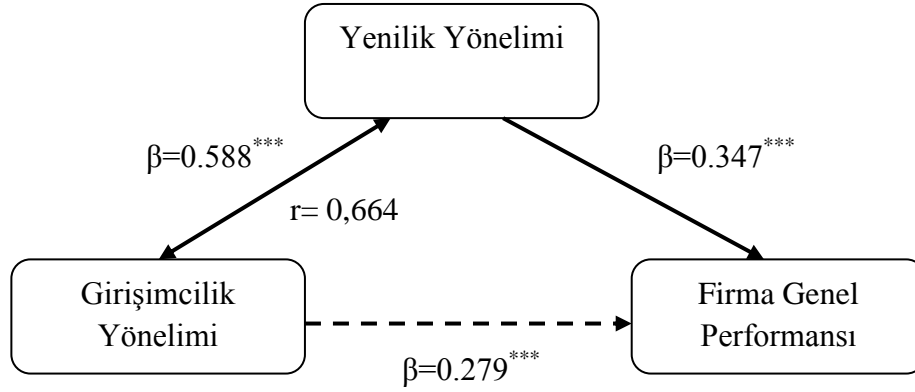 Yenilik Yönelimi
β=0.588***
β=0.347***
r= 0,664
Girişimcilik
Yönelimi
Firma Genel
Performansı
β=0.279***